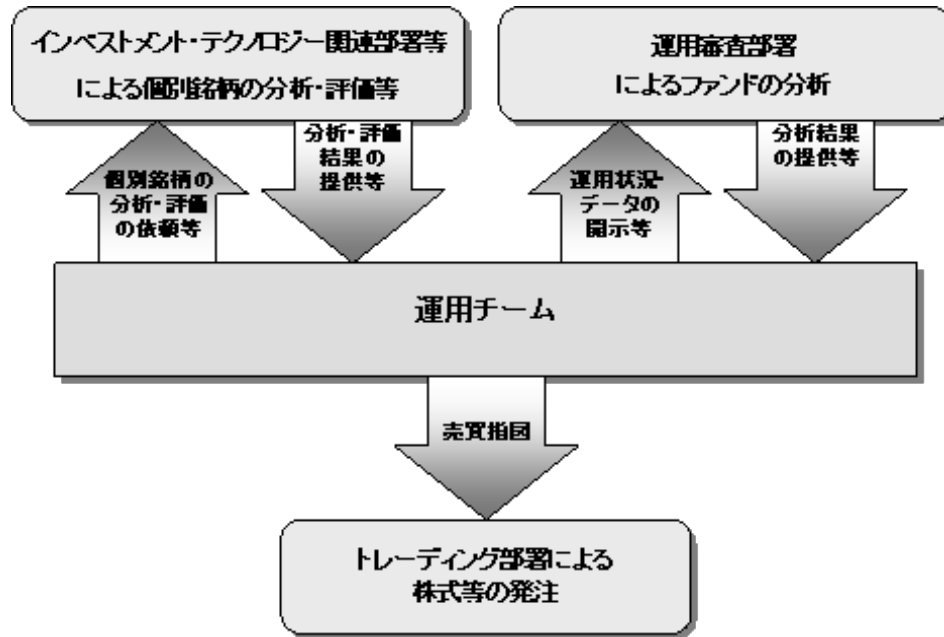 インベストメント・テクノロジー関連部署等
による個別銘柄の分析・評価等
運用審査部署
によるファンドの分析
個別銘柄の
分析・評価
の依頼等
分析・評価
結果の
提供等
運用状況・
データの
開示等
分析結果
の提供等
運用チーム
売買指図
トレーディング部署による
株式等の発注